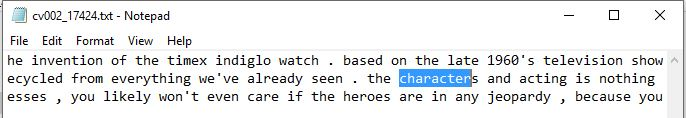 cv002_17424.txt - Notepad
File Edit Format View Help
he invention of the timex indiglo watch . based on the late 1960's television show
ecycled from everything we've already seen . the characters and acting is nothing
esses , you likely won't even care if the heroes are in any jeopardy , because you